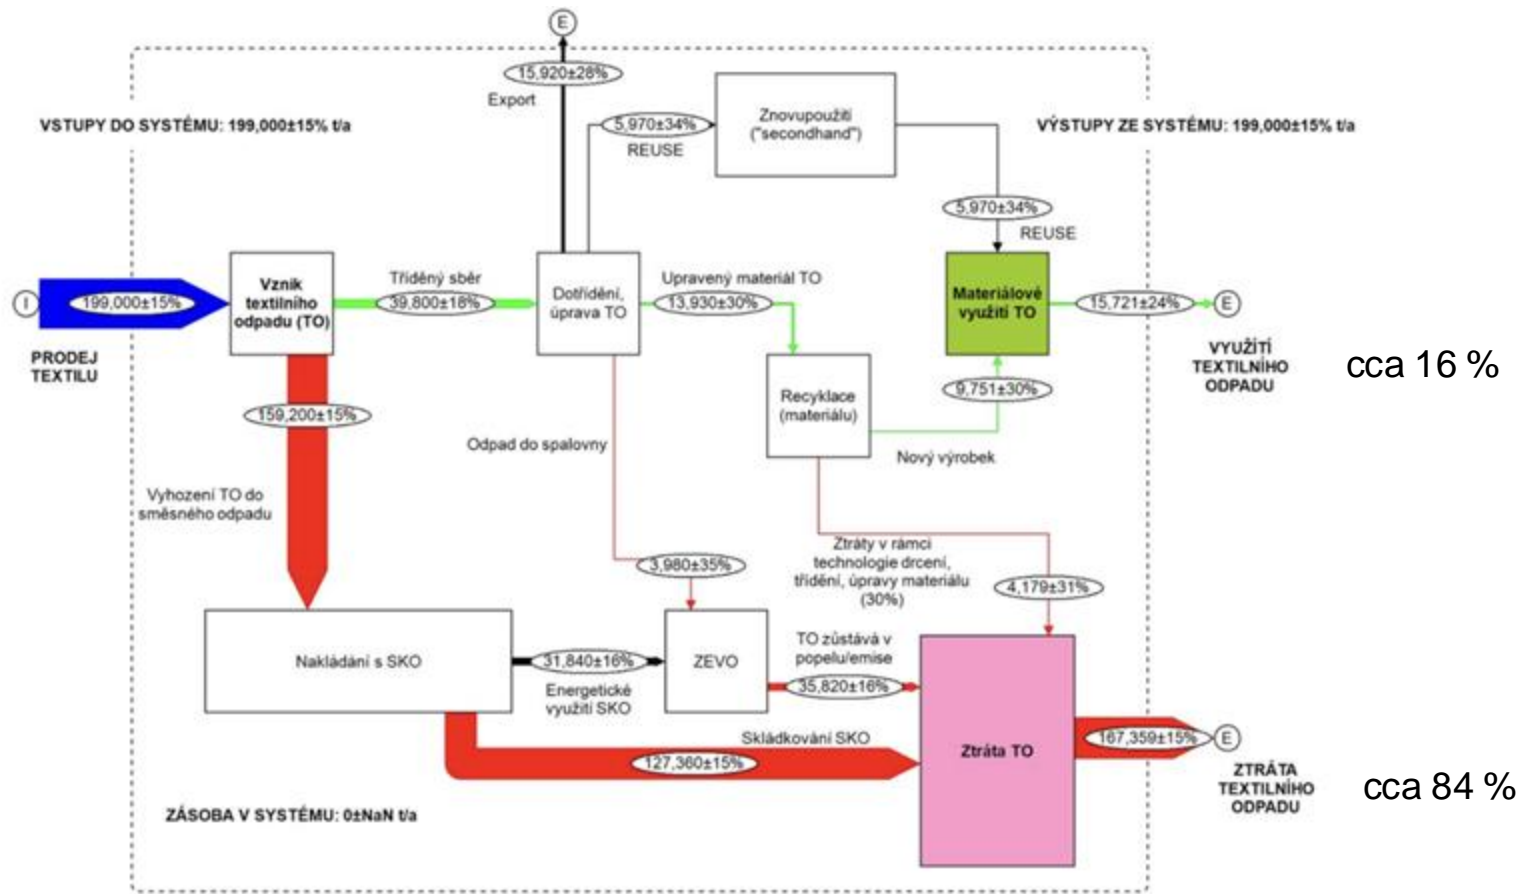 E
15,920±28%
Export
VSTUPY DO SYSTÉMU: 199,000±15% t/a
5,970±34%
REUSE
Znovupoužití
("secondhand")
VÝSTUPY ZE SYSTÉMU: 199,000±15% t/a
5,970±34%
REUSE
I
199,000±15%
PRODEJ
TEXTILU
Vznik
textilního
odpadu (TO)
Tříděný sběr
39,800±18%
Dotřídění,
úprava TO
Upravený materiál TO
13,930±30%
Materiálové
využití TO
15,721±24%
E
VYUŽÍTÍ
TEXTILNÍHO
ODPADU
cca 16 %
159,200±15%
Recyklace
(materiálu)
9,751±30%
Nový výrobek
Odpad do spalovny
Vyhození TO do
směsného odpadu
3,980±35%
Ztráty v rámci
technologie drcení,
třídění, úpravy materiálu
(30%)
4,179±31%
Nakládání s SKO
31,840±16%
Energetické
využití SKO
ZEVO
TO zůstává v
popelu/emise
35,820±16%
Skládkování SKO
127,360±15%
Ztráta TO
167,359±15%
E
ZTRÁTA
TEXTILNÍHO
ODPADU
cca 84 %
ZÁSOBA V SYSTÉMU: 0±NaN t/a